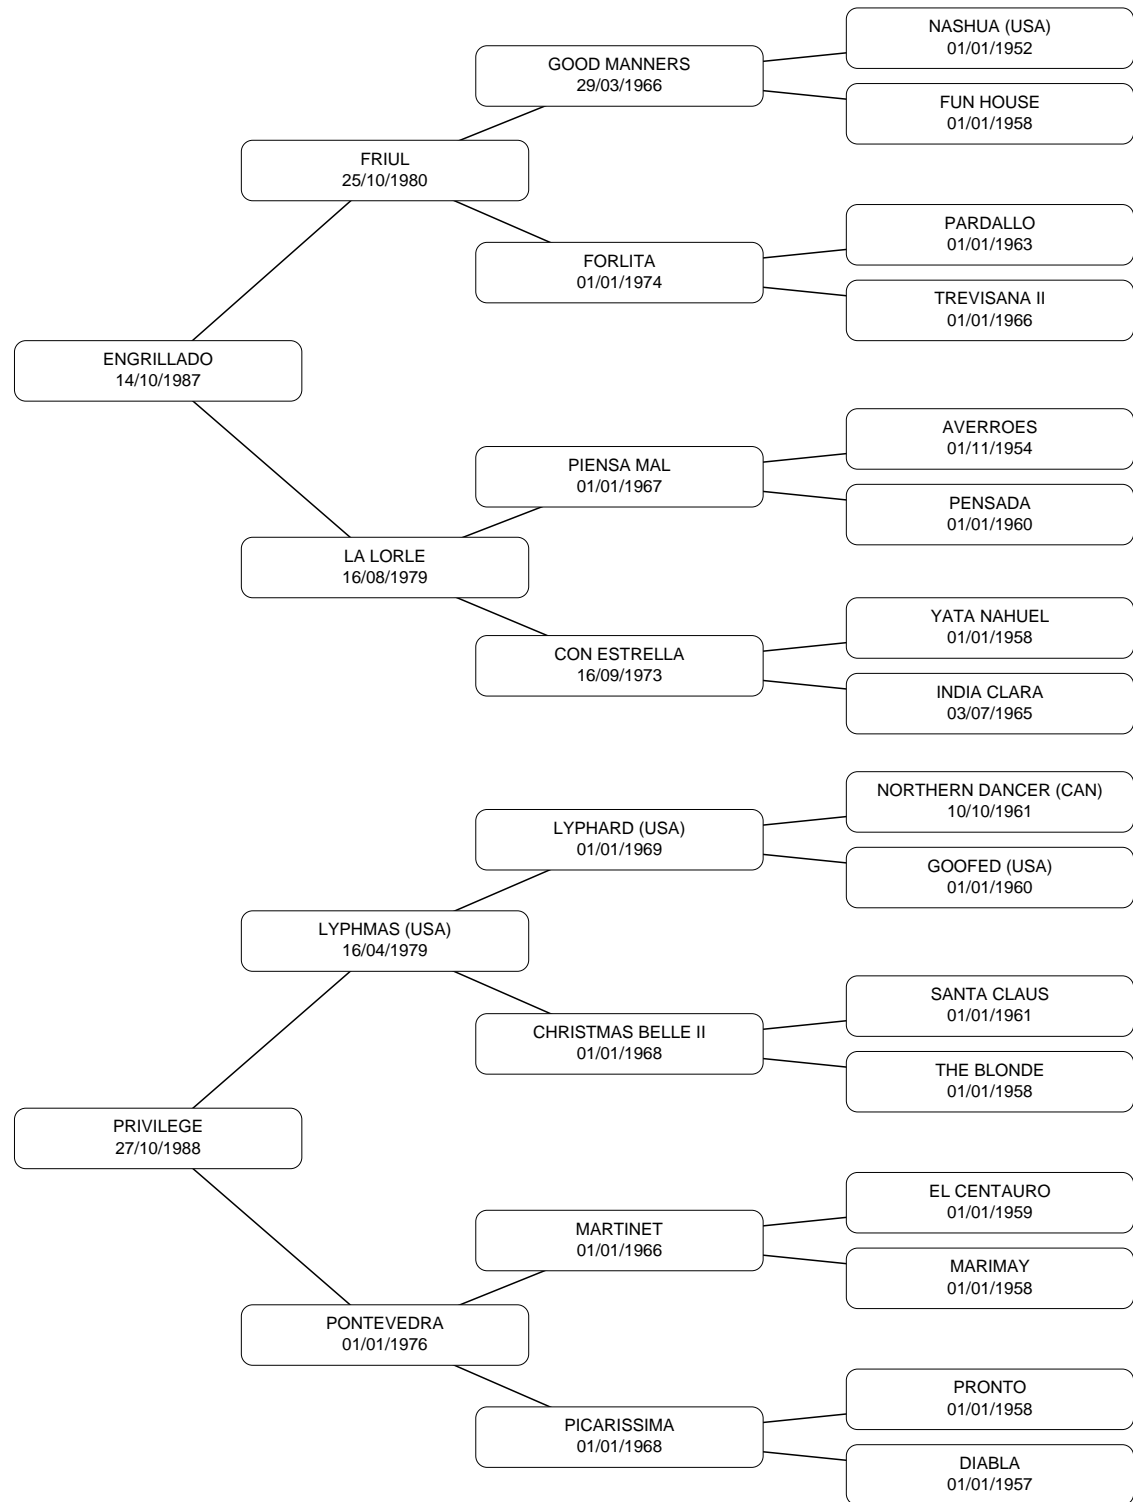 NASHUA (USA)
01/01/1952
GOOD MANNERS
29/03/1966
FUN HOUSE
01/01/1958
FRIUL
25/10/1980
PARDALLO
01/01/1963
FORLITA
01/01/1974
TREVISANA II
01/01/1966
ENGRILLADO
14/10/1987
AVERROES
01/11/1954
PIENSA MAL
01/01/1967
PENSADA
01/01/1960
LA LORLE
16/08/1979
YATA NAHUEL
01/01/1958
CON ESTRELLA
16/09/1973
INDIA CLARA
03/07/1965
NORTHERN DANCER (CAN)
10/10/1961
LYPHARD (USA)
01/01/1969
GOOFED (USA)
01/01/1960
LYPHMAS (USA)
16/04/1979
SANTA CLAUS
01/01/1961
CHRISTMAS BELLE II
01/01/1968
THE BLONDE
01/01/1958
PRIVILEGE
27/10/1988
EL CENTAURO
01/01/1959
MARTINET
01/01/1966
MARIMAY
01/01/1958
PONTEVEDRA
01/01/1976
PRONTO
01/01/1958
PICARISSIMA
01/01/1968
DIABLA
01/01/1957